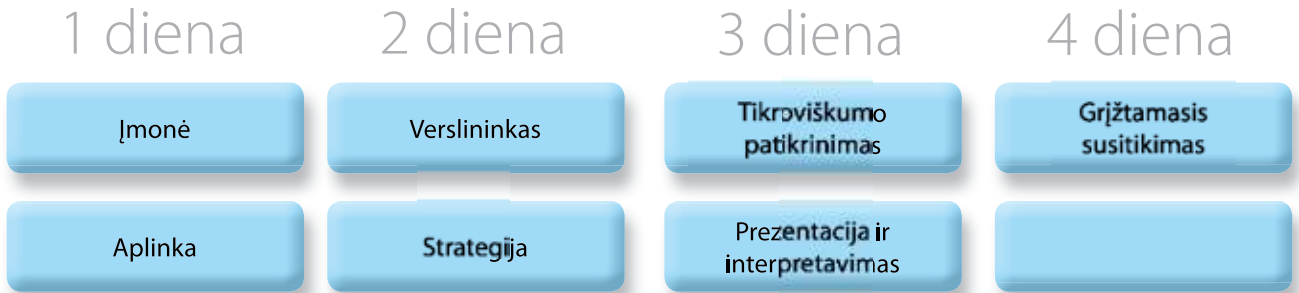 1 diena
2 diena
3 diena
4 diena
Įmonė
Verslininkas
Tikroviškumo
patikrinimas
Grįžtamasis
susitikimas
Aplinka
Strategija
Prezentacija ir
interpretavimas